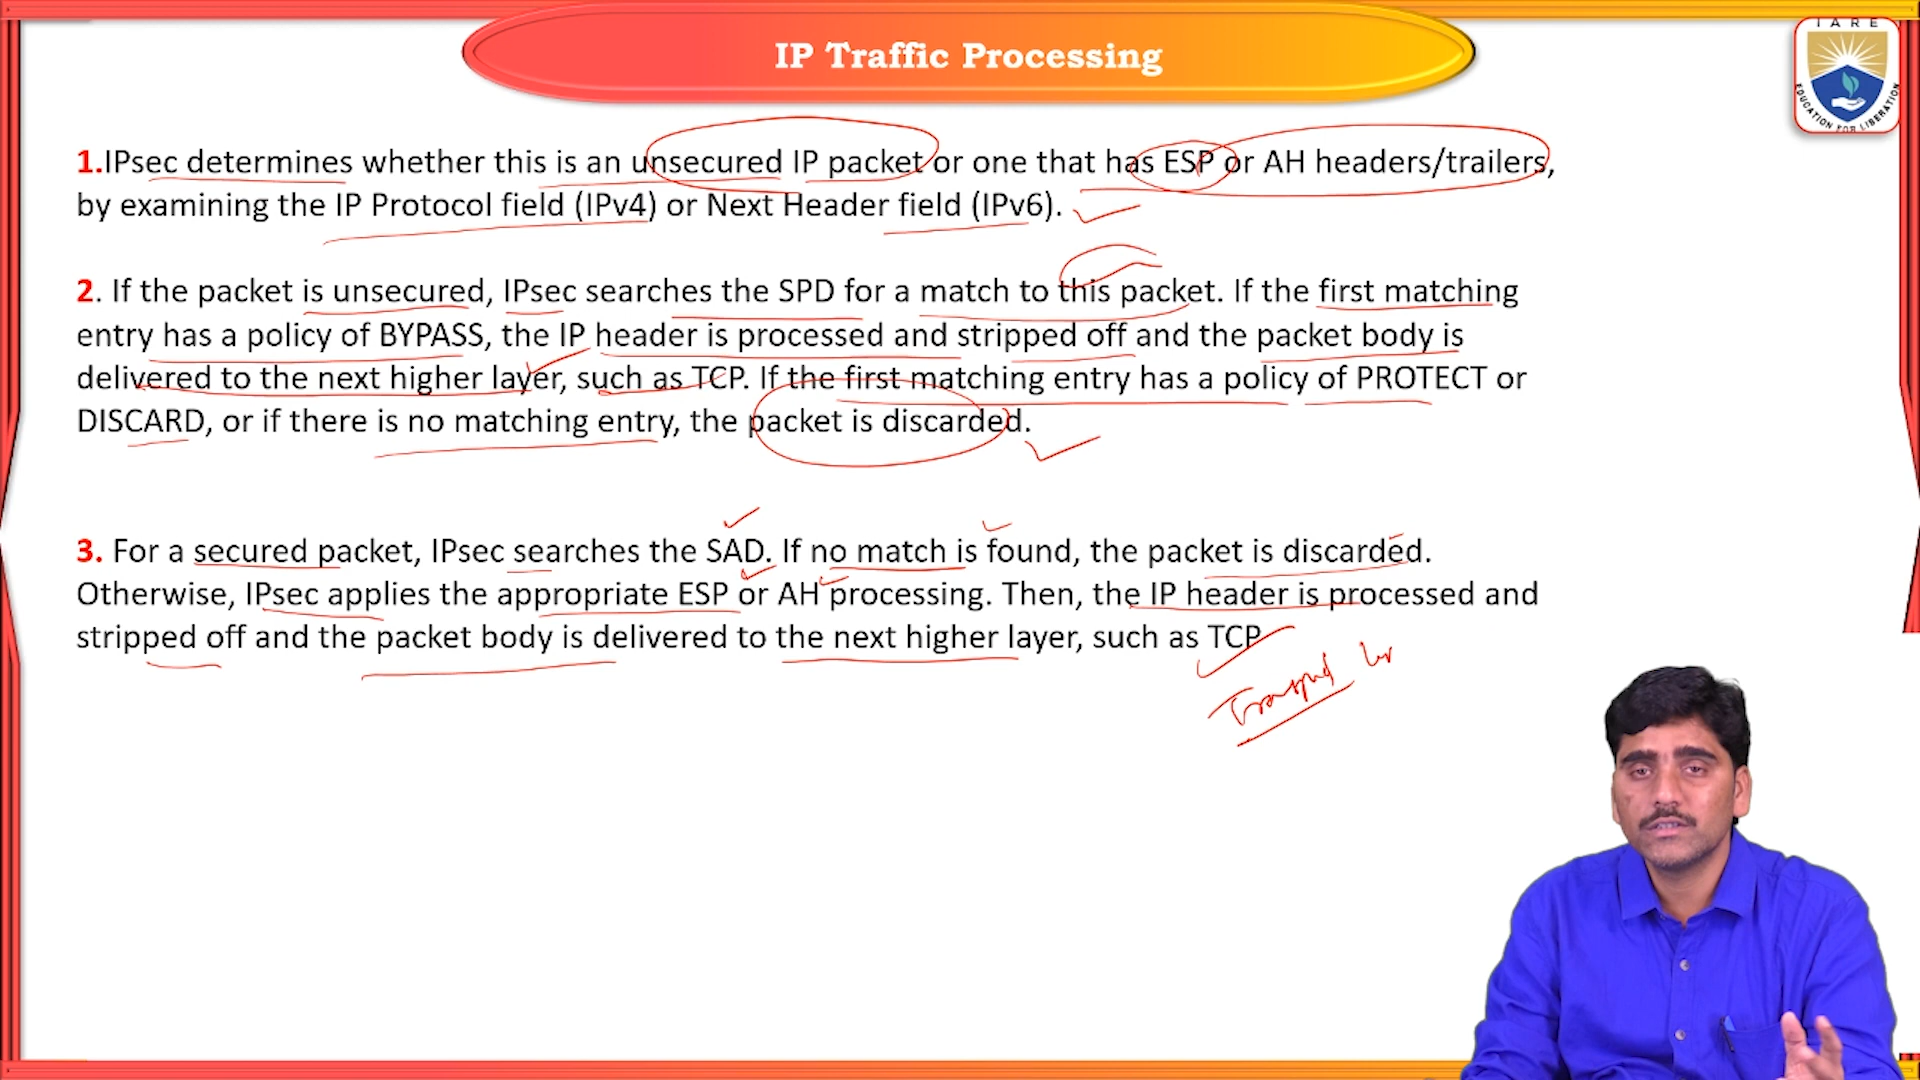 IP Traffic Processing
IARE
EDUCATION FOR LIBERATION
1.IPsec determines whether this is an unsecured IP packet or one that has ESP or AH headers/trailers,
by examining the IP Protocol field (IPv4) or Next Header field (IPv6).
2. If the packet is unsecured, IPsec searches the SPD for a match to this packet. If the first matching
entry has a policy of BYPASS, the IP header is processed and stripped off and the packet body is
delivered to the next higher layer, such as TCP. If the first matching entry has a policy of PROTECT or
DISCARD, or if there is no matching entry, the packet is discarded.
3. For a secured packet, IPsec searches the SAD. If no match is found, the packet is discarded.
Otherwise, IPsec applies the appropriate ESP or AH processing. Then, the IP header is processed and
stripped off and the packet body is delivered to the next higher layer, such as TCP